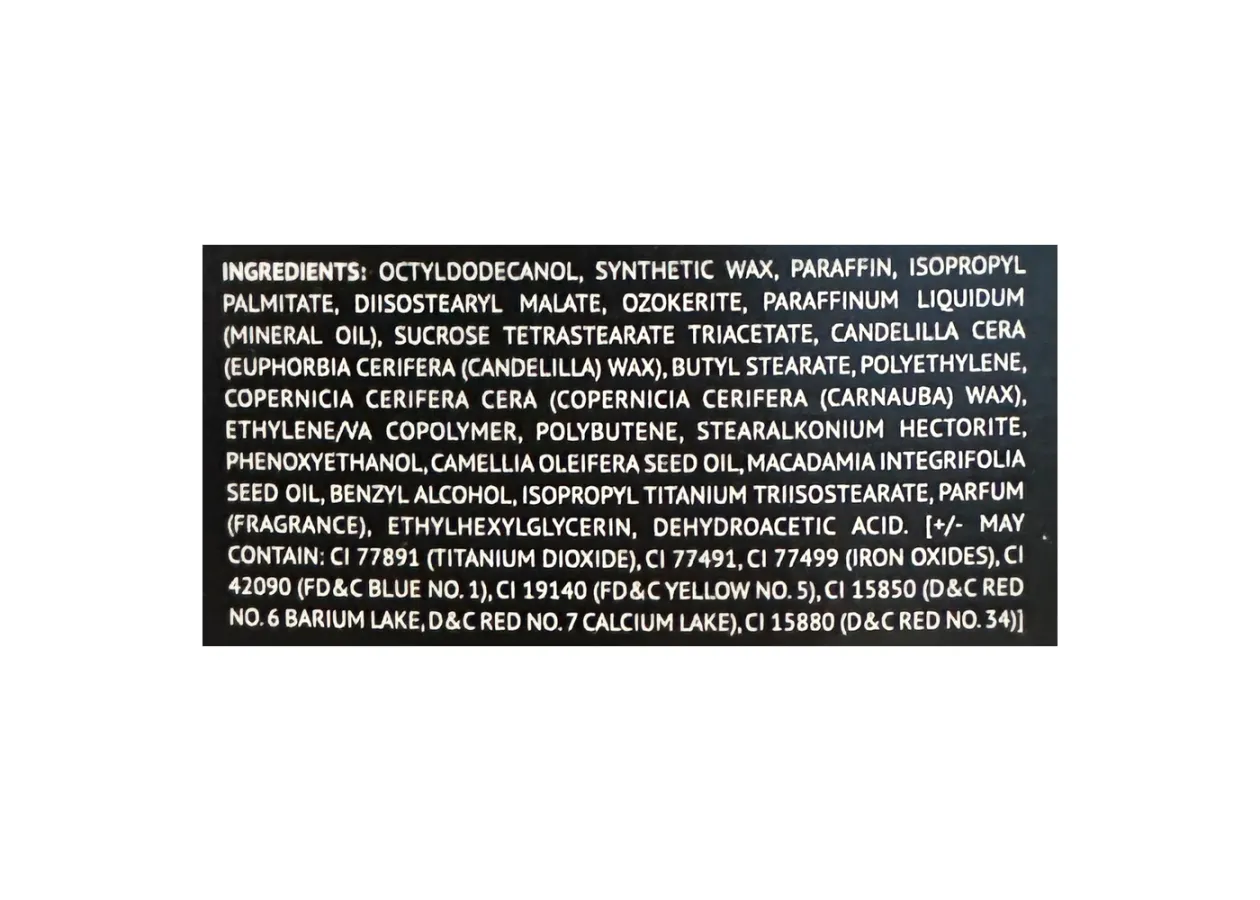 INGREDIENTS: OCTYLDODECANOL, SYNTHETIC WAX, PARAFFIN, ISOPROPYL
PALMITATE, DIISOSTEARYL MALATE, OZOKERITE, PARAFFINUM LIQUIDUM
(MINERAL OIL), SUCROSE TETRASTEARATE TRIACETATE, CANDELILLA CERA
(EUPHORBIA CERIFERA (CANDELILLA) WAX), BUTYL STEARATE, POLYETHYLENE,
COPERNICIA CERIFERA CERA (COPERNICIA CERIFERA (CARNAUBA) WAX),
ETHYLENE/VA COPOLYMER, POLYBUTENE, STEARALKONIUM HECTORITE,
PHENOXYETHANOL, CAMELLIA OLEIFERA SEED OIL, MACADAMIA INTEGRIFOLIA
SEED OIL, BENZYL ALCOHOL, ISOPROPYL TITANIUM TRIISOSTEARATE, PARFUM
(FRAGRANCE), ETHYLHEXYLGLYCERIN, DEHYDROACETIC ACID. [+/- MAY
CONTAIN: CI 77891 (TITANIUM DIOXIDE), CI 77491, CI 77499 (IRON OXIDES), CI
42090 (FD&C BLUE NO. 1), CI 19140 (FD&C YELLOW NO. 5), CI 15850 (D&C RED
NO. 6 BARIUM LAKE, D&C RED NO. 7 CALCIUM LAKE), CI 15880 (D&C RED NO. 34)]